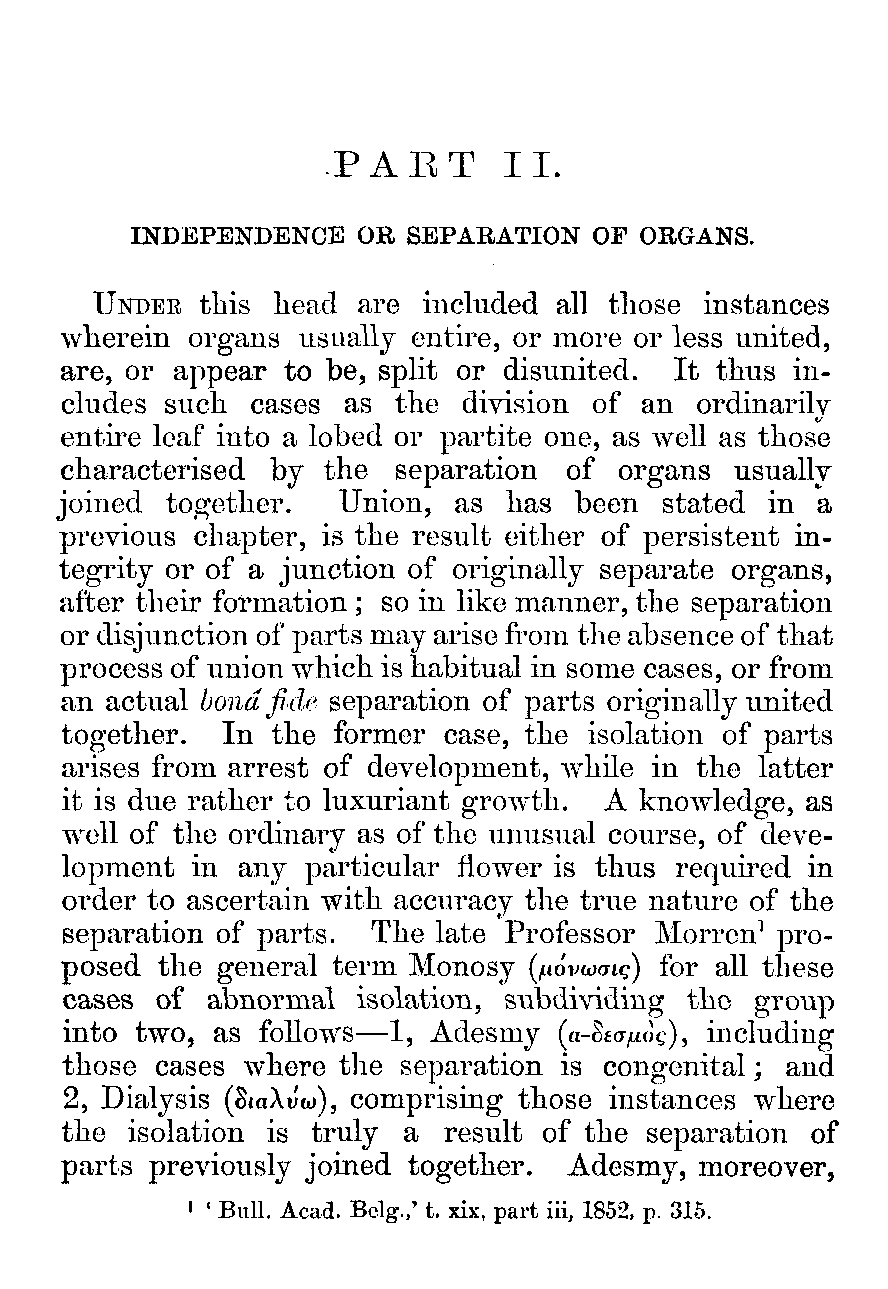 PART II.
INDEPENDENCE OR SEPARATION OF ORGANS.
UNDER this head are included all those instances
wherein organs usually entire, or more or less united,
are, or appear to be, split or disunited. It thus in-
cludes such cases as the division of an ordinarily
entire leaf into a lobed or partite one, as well as those
characterised by the separation of organs usually
joined together. Union, as has been stated in a
previous chapter, is the result either of persistent in-
tegrity or of a junction of originally separate organs,
after their formation; so in like manner, the separation
or disjunction of parts may arise from the absence of that
process of union which is habitual in some cases, or from
an actual bonâ fide separation of parts originally united
together. In the former case, the isolation of parts
arises from arrest of development, while in the latter
it is due rather to luxuriant growth. A knowledge, as
well of the ordinary as of the unusual course, of deve-
lopment in any particular flower is thus required in
order to ascertain with accuracy the true nature of the
separation of parts. The late Professor Morren¹ pro-
posed the general term Monosy (μόνωσις) for all these
cases of abnormal isolation, subdividing the group
into two, as follows—1, Adesmy (α-δεσμὸς), including
those cases where the separation is congenital; and
2, Dialysis (διαλύω), comprising those instances where
the isolation is truly a result of the separation of
parts previously joined together. Adesmy, moreover,
¹ ‘Bull. Acad. Belg.,’ t. xix, part iii, 1852, p. 315.